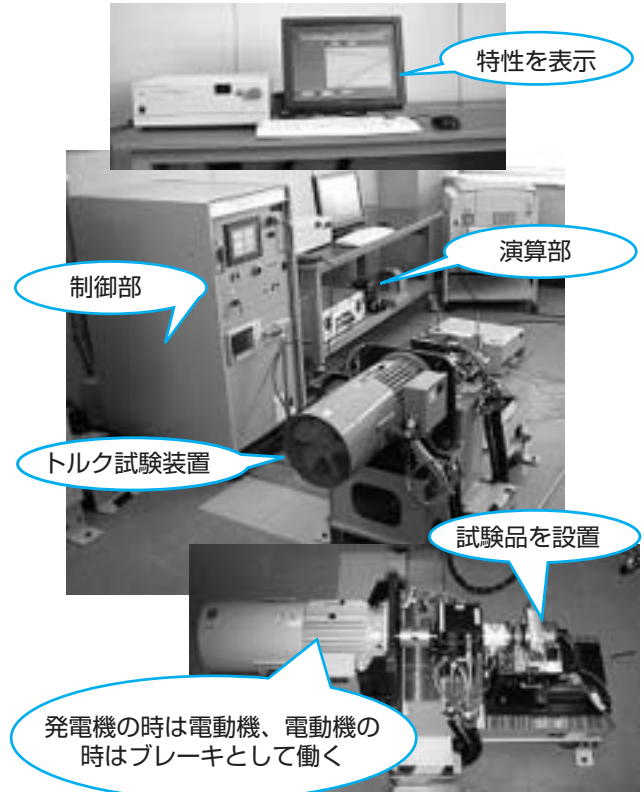 特性を表示
演算部
制御部
トルク試験装置
試験品を設置
発電機の時は電動機、電動機の
時はブレーキとして働く